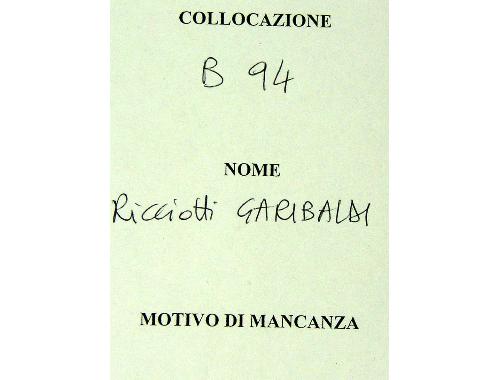 COLLOCAZIONE
B 94
NOME
Ricciotti GARIBALDI
MOTIVO DI MANCANZA